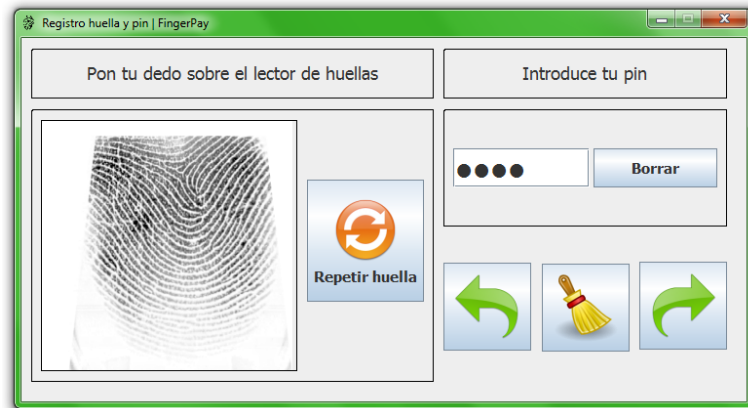 Registro huella y pin | FingerPay
Pon tu dedo sobre el lector de huellas
Introduce tu pin
Borrar
Repetir huella